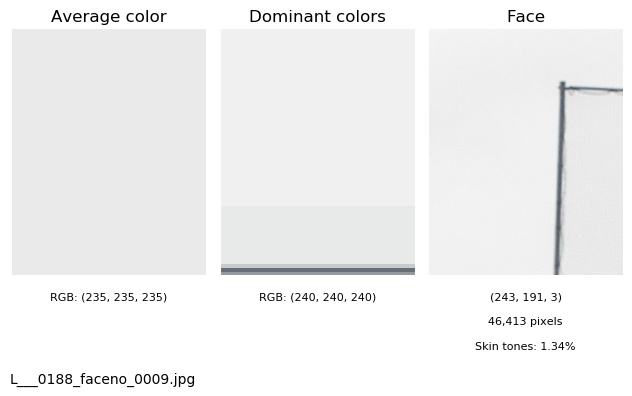 Average color
Dominant colors
Face
RGB: (235, 235, 235)
RGB: (240, 240, 240)
(243, 191, 3)
46,413 pixels
Skin tones: 1.34%
L___0188_faceno_0009.jpg